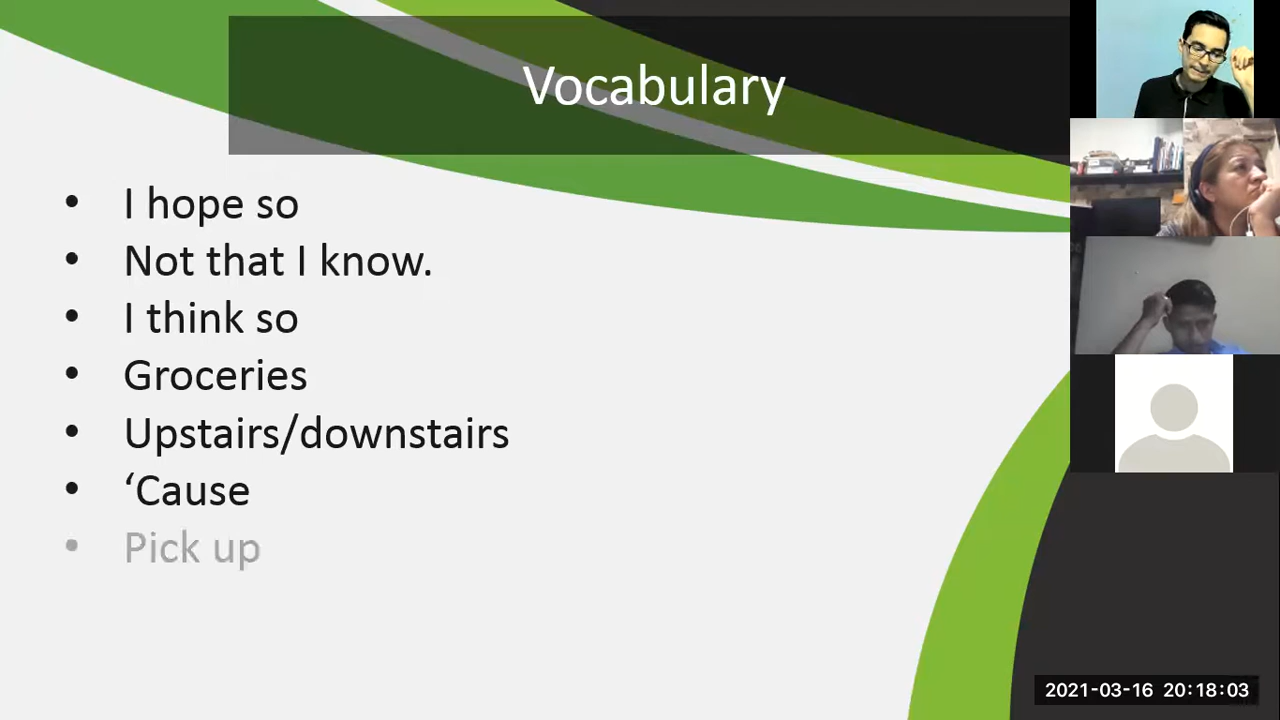 Vocabulary
• I hope so
• Not that I know.
• I think so
• Groceries
• Upstairs/downstairs
• ‘Cause
• Pick up
2021-03-16 20:18:03